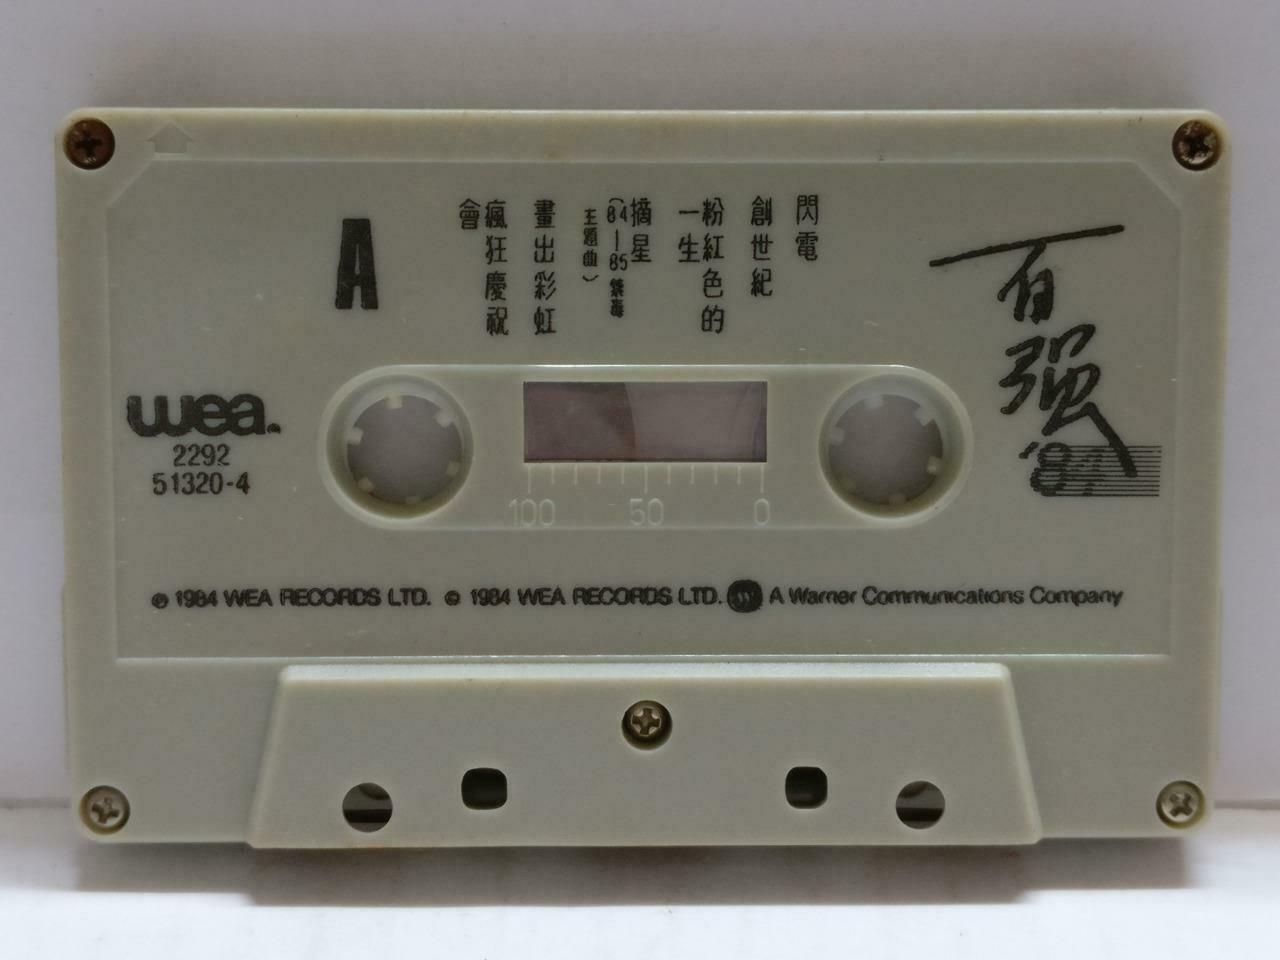 A
閃電
創世紀
粉紅色的
一生
摘星
(84—85 禁毒
主題曲)
畫出彩虹
瘋狂慶祝
會
百强
'84
wea
2292
51320-4
100 50 0
℗ 1984 WEA RECORDS LTD. © 1984 WEA RECORDS LTD. A Warner Communications Company